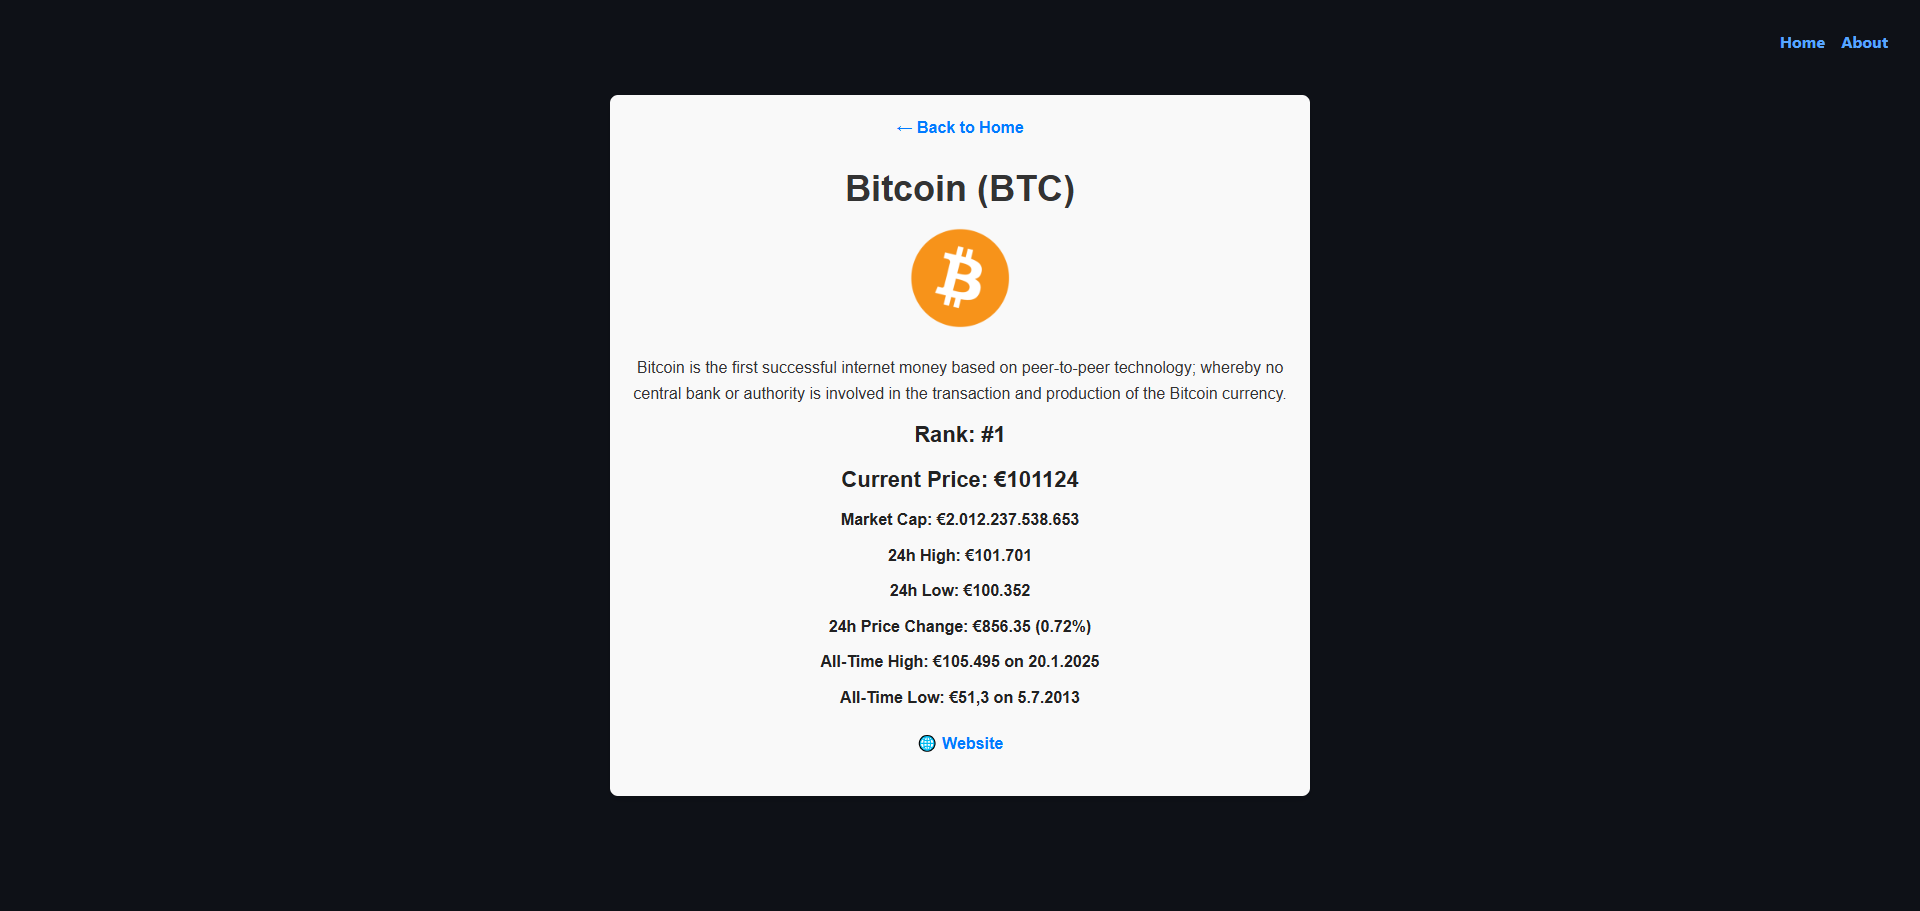 Home About
← Back to Home
Bitcoin (BTC)
Bitcoin is the first successful internet money based on peer-to-peer technology; whereby no
central bank or authority is involved in the transaction and production of the Bitcoin currency.
Rank: #1
Current Price: €101124
Market Cap: €2.012.237.538.653
24h High: €101.701
24h Low: €100.352
24h Price Change: €856.35 (0.72%)
All-Time High: €105.495 on 20.1.2025
All-Time Low: €51,3 on 5.7.2013
🌐 Website